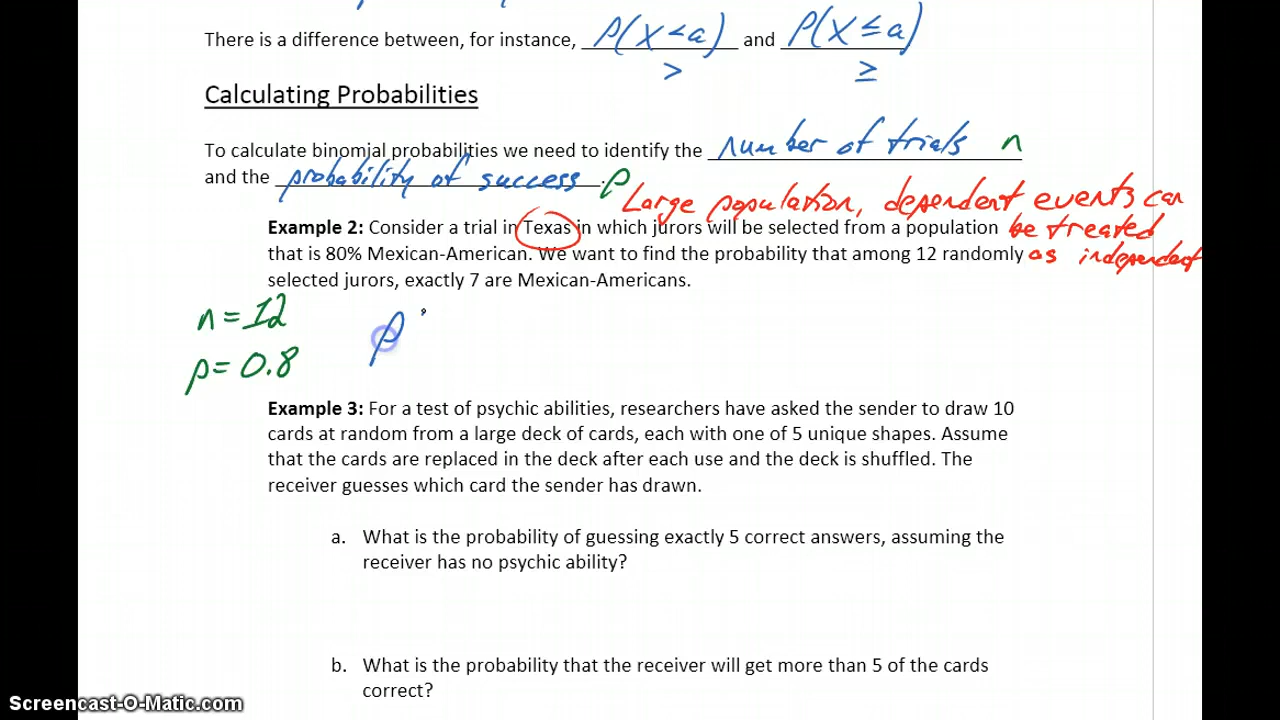 There is a difference between, for instance, P(X < a) and P(X ≤ a)
> ≥
Calculating Probabilities
To calculate binomial probabilities we need to identify the number of trials n
and the probability of success. p
Large population, dependent events can
Example 2: Consider a trial in Texas in which jurors will be selected from a population be treated
that is 80% Mexican-American. We want to find the probability that among 12 randomly as independent
selected jurors, exactly 7 are Mexican-Americans.
n = 12
p = 0.8
P
Example 3: For a test of psychic abilities, researchers have asked the sender to draw 10
cards at random from a large deck of cards, each with one of 5 unique shapes. Assume
that the cards are replaced in the deck after each use and the deck is shuffled. The
receiver guesses which card the sender has drawn.
a. What is the probability of guessing exactly 5 correct answers, assuming the
receiver has no psychic ability?
b. What is the probability that the receiver will get more than 5 of the cards
correct?
Screencast-O-Matic.com